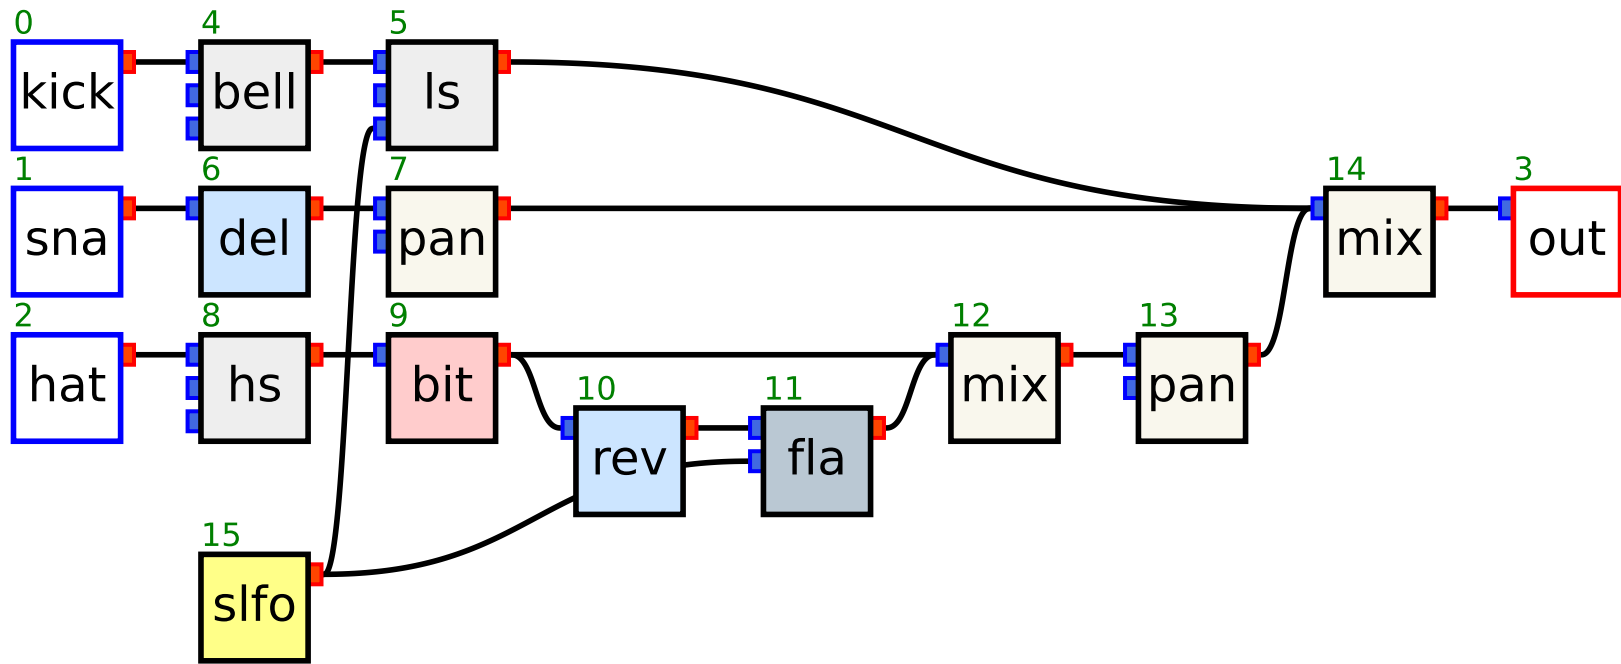 0 4 5
kick bell ls
1 6 7 14 3
sna del pan mix out
2 8 9 12 13
hat hs bit mix pan
10 11
rev fla
15
slfo